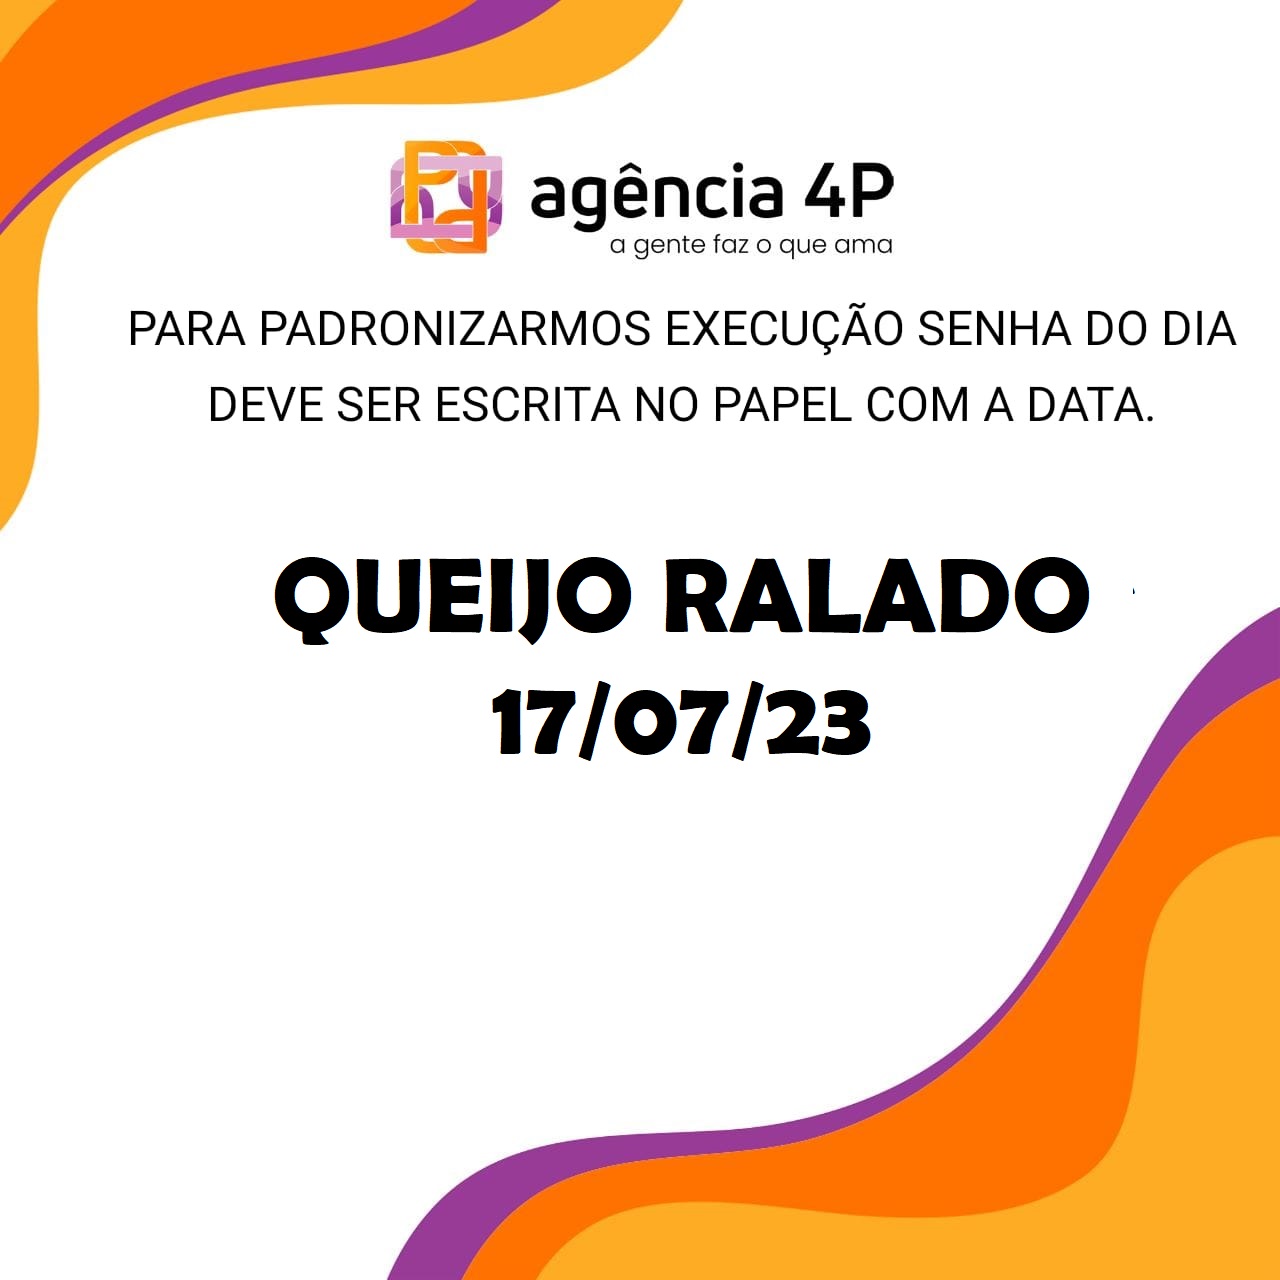 agência 4P
a gente faz o que ama
PARA PADRONIZARMOS EXECUÇÃO SENHA DO DIA
DEVE SER ESCRITA NO PAPEL COM A DATA.
QUEIJO RALADO
17/07/23